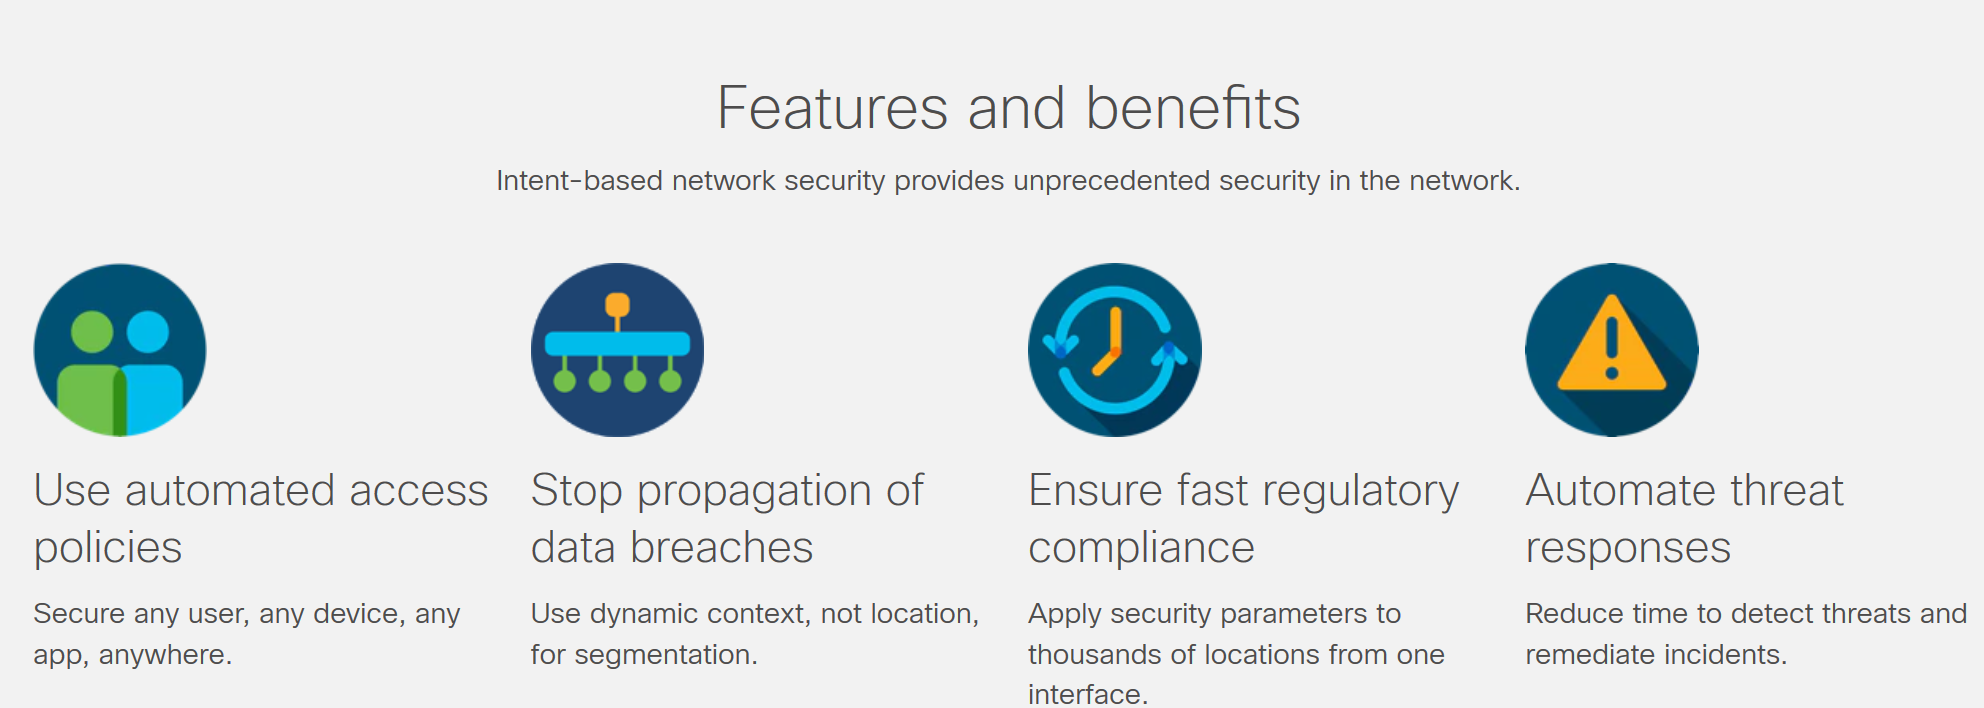 Features and benefits
Intent-based network security provides unprecedented security in the network.
Use automated access
policies
Secure any user, any device, any
app, anywhere.
Stop propagation of
data breaches
Use dynamic context, not location,
for segmentation.
Ensure fast regulatory
compliance
Apply security parameters to
thousands of locations from one
interface.
Automate threat
responses
Reduce time to detect threats and
remediate incidents.